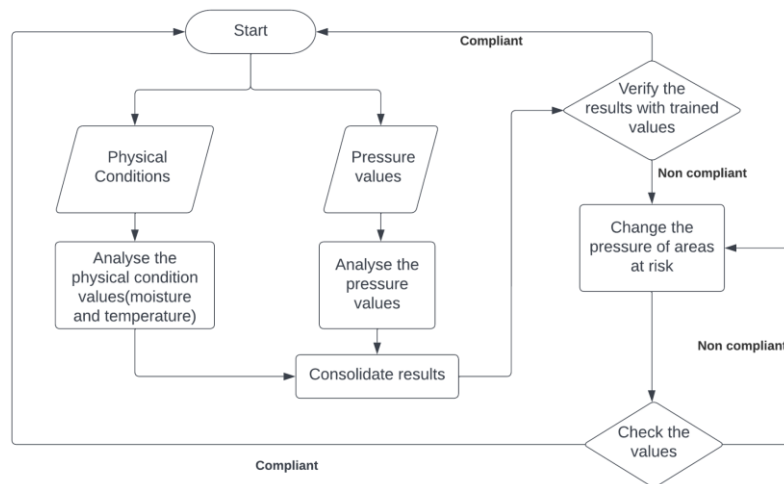 Start
Compliant
Verify the
results with trained
values
Physical
Conditions
Pressure
values
Non compliant
Change the
pressure of areas
at risk
Analyse the
physical condition
values(moisture
and temperature)
Analyse the
pressure
values
Non compliant
Consolidate results
Check the
values
Compliant